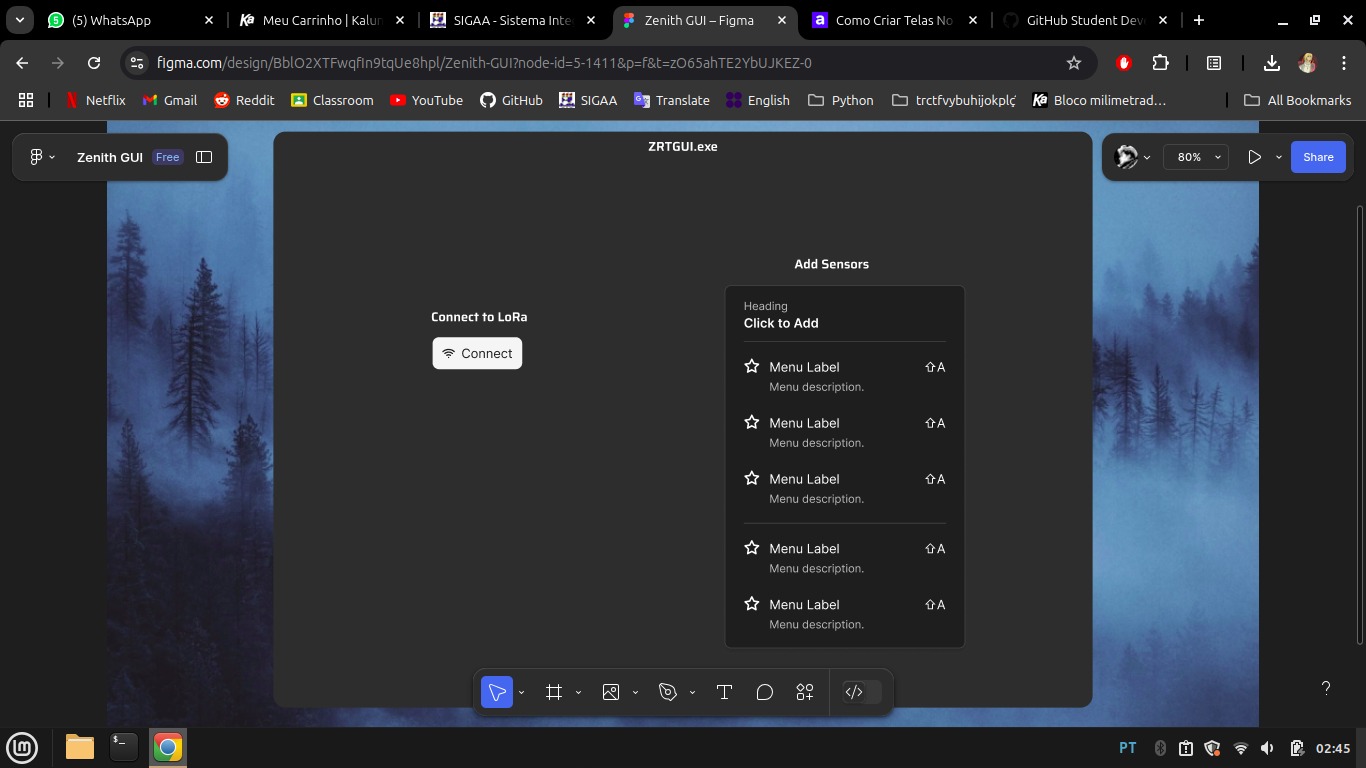 (5) WhatsApp
Meu Carrinho | Kalun
SIGAA - Sistema Inte
Zenith GUI – Figma
Como Criar Telas No
GitHub Student Dev
figma.com/design/BblO2XTFwqfIn9tqUe8hpl/Zenith-GUI?node-id=5-1411&p=f&t=zO65ahTE2YbUJKEZ-0
Netflix
Gmail
Reddit
Classroom
YouTube
GitHub
SIGAA
Translate
English
Python
trctfvybuhijokplç
Bloco milimetrad…
All Bookmarks
Zenith GUI Free
ZRTGUI.exe
80%
Share
Connect to LoRa
Connect
Add Sensors
Heading
Click to Add
Menu Label ⇧A
Menu description.
Menu Label ⇧A
Menu description.
Menu Label ⇧A
Menu description.
Menu Label ⇧A
Menu description.
Menu Label ⇧A
Menu description.
?
PT
02:45